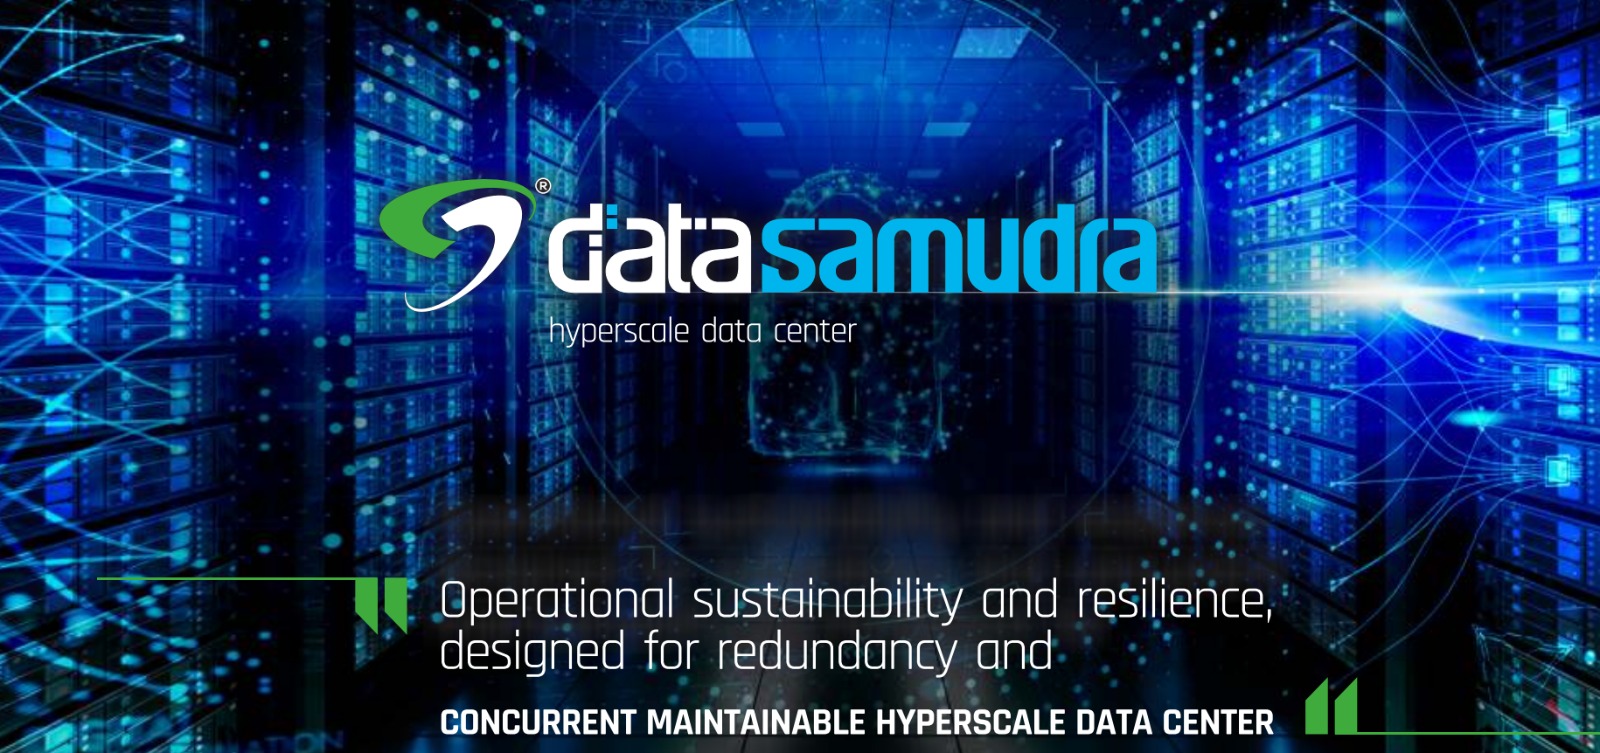 ®
datasamudra
hyperscale data center
Operational sustainability and resilience,
designed for redundancy and
CONCURRENT MAINTAINABLE HYPERSCALE DATA CENTER